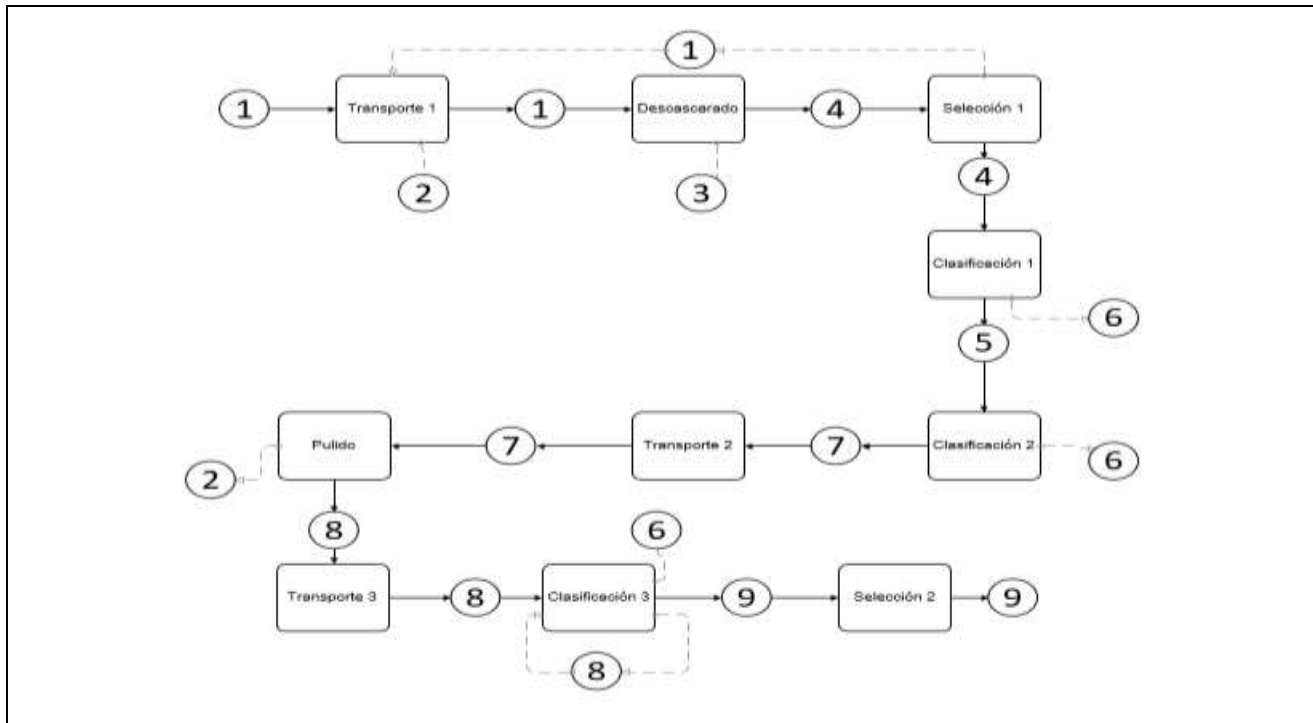 1
1
Transporte 1
1
Descascarado
4
Selección 1
2
3
4
Clasificación 1
6
5
Pulido
7
Transporte 2
7
Clasificación 2
2
6
8
6
Transporte 3
8
Clasificación 3
9
Selección 2
9
8